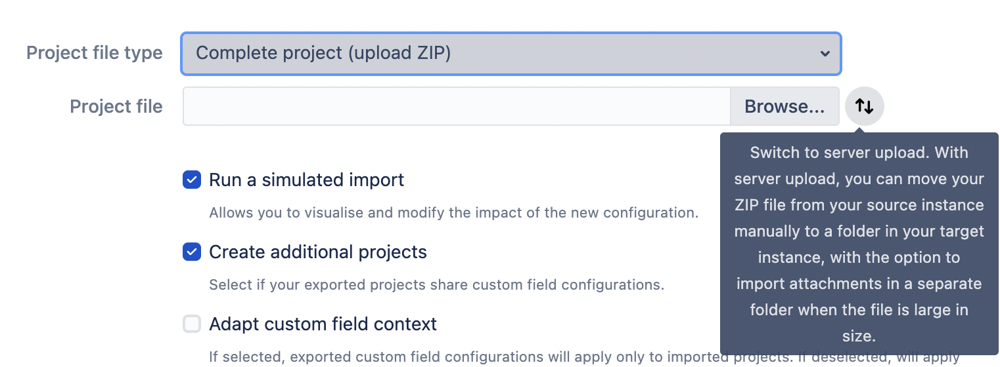 Project file type
Complete project (upload ZIP)
Project file
Browse...
Switch to server upload. With
server upload, you can move your
ZIP file from your source instance
manually to a folder in your target
instance, with the option to
import attachments in a separate
folder when the file is large in
size.
Run a simulated import
Allows you to visualise and modify the impact of the new configuration.
Create additional projects
Select if your exported projects share custom field configurations.
Adapt custom field context
If selected, exported custom field configurations will apply only to imported projects. If deselected, will apply